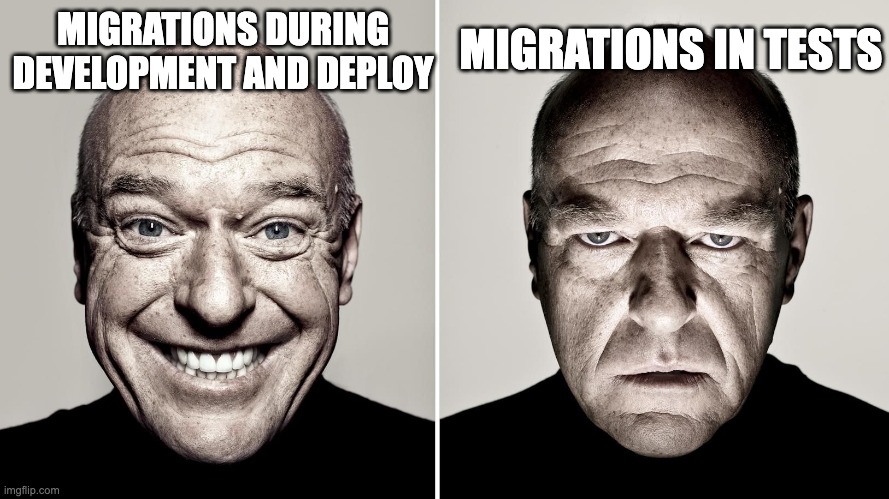 MIGRATIONS DURING
DEVELOPMENT AND DEPLOY
MIGRATIONS IN TESTS
imgflip.com